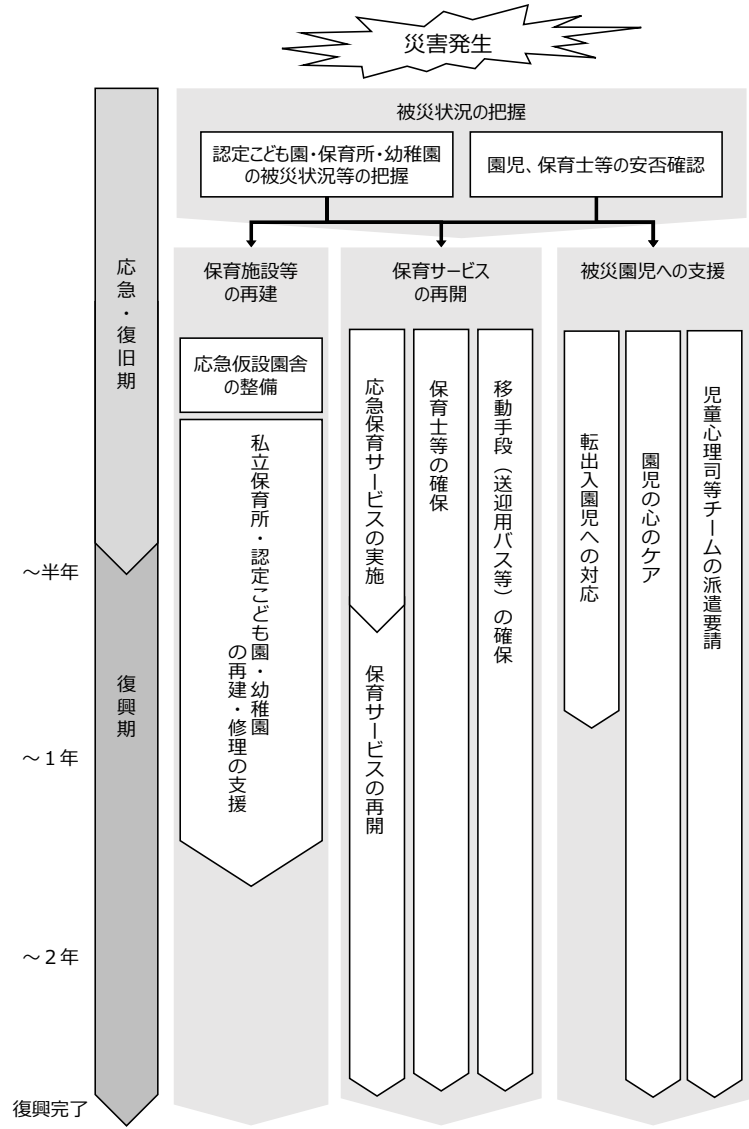 災害発生
被災状況の把握
認定こども園・保育所・幼稚園
の被災状況等の把握
園児、保育士等の安否確認
応急・復旧期
保育施設等
の再建
保育サービス
の再開
被災園児への支援
応急仮設園舎
の整備
私立保育所・認定こども園・幼稚園
の再建・修理の支援
応急保育サービスの実施
保育サービスの再開
保育士等の確保
移動手段（送迎用バス等）の確保
転出入園児への対応
園児の心のケア
児童心理司等チームの派遣要請
～半年
復興期
～１年
～２年
復興完了